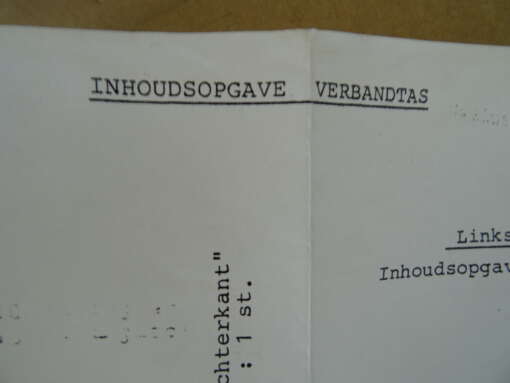 INHOUDSOPGAVE VERBANDTAS
Links
Inhoudsopgav
chterkant"
: 1 st.